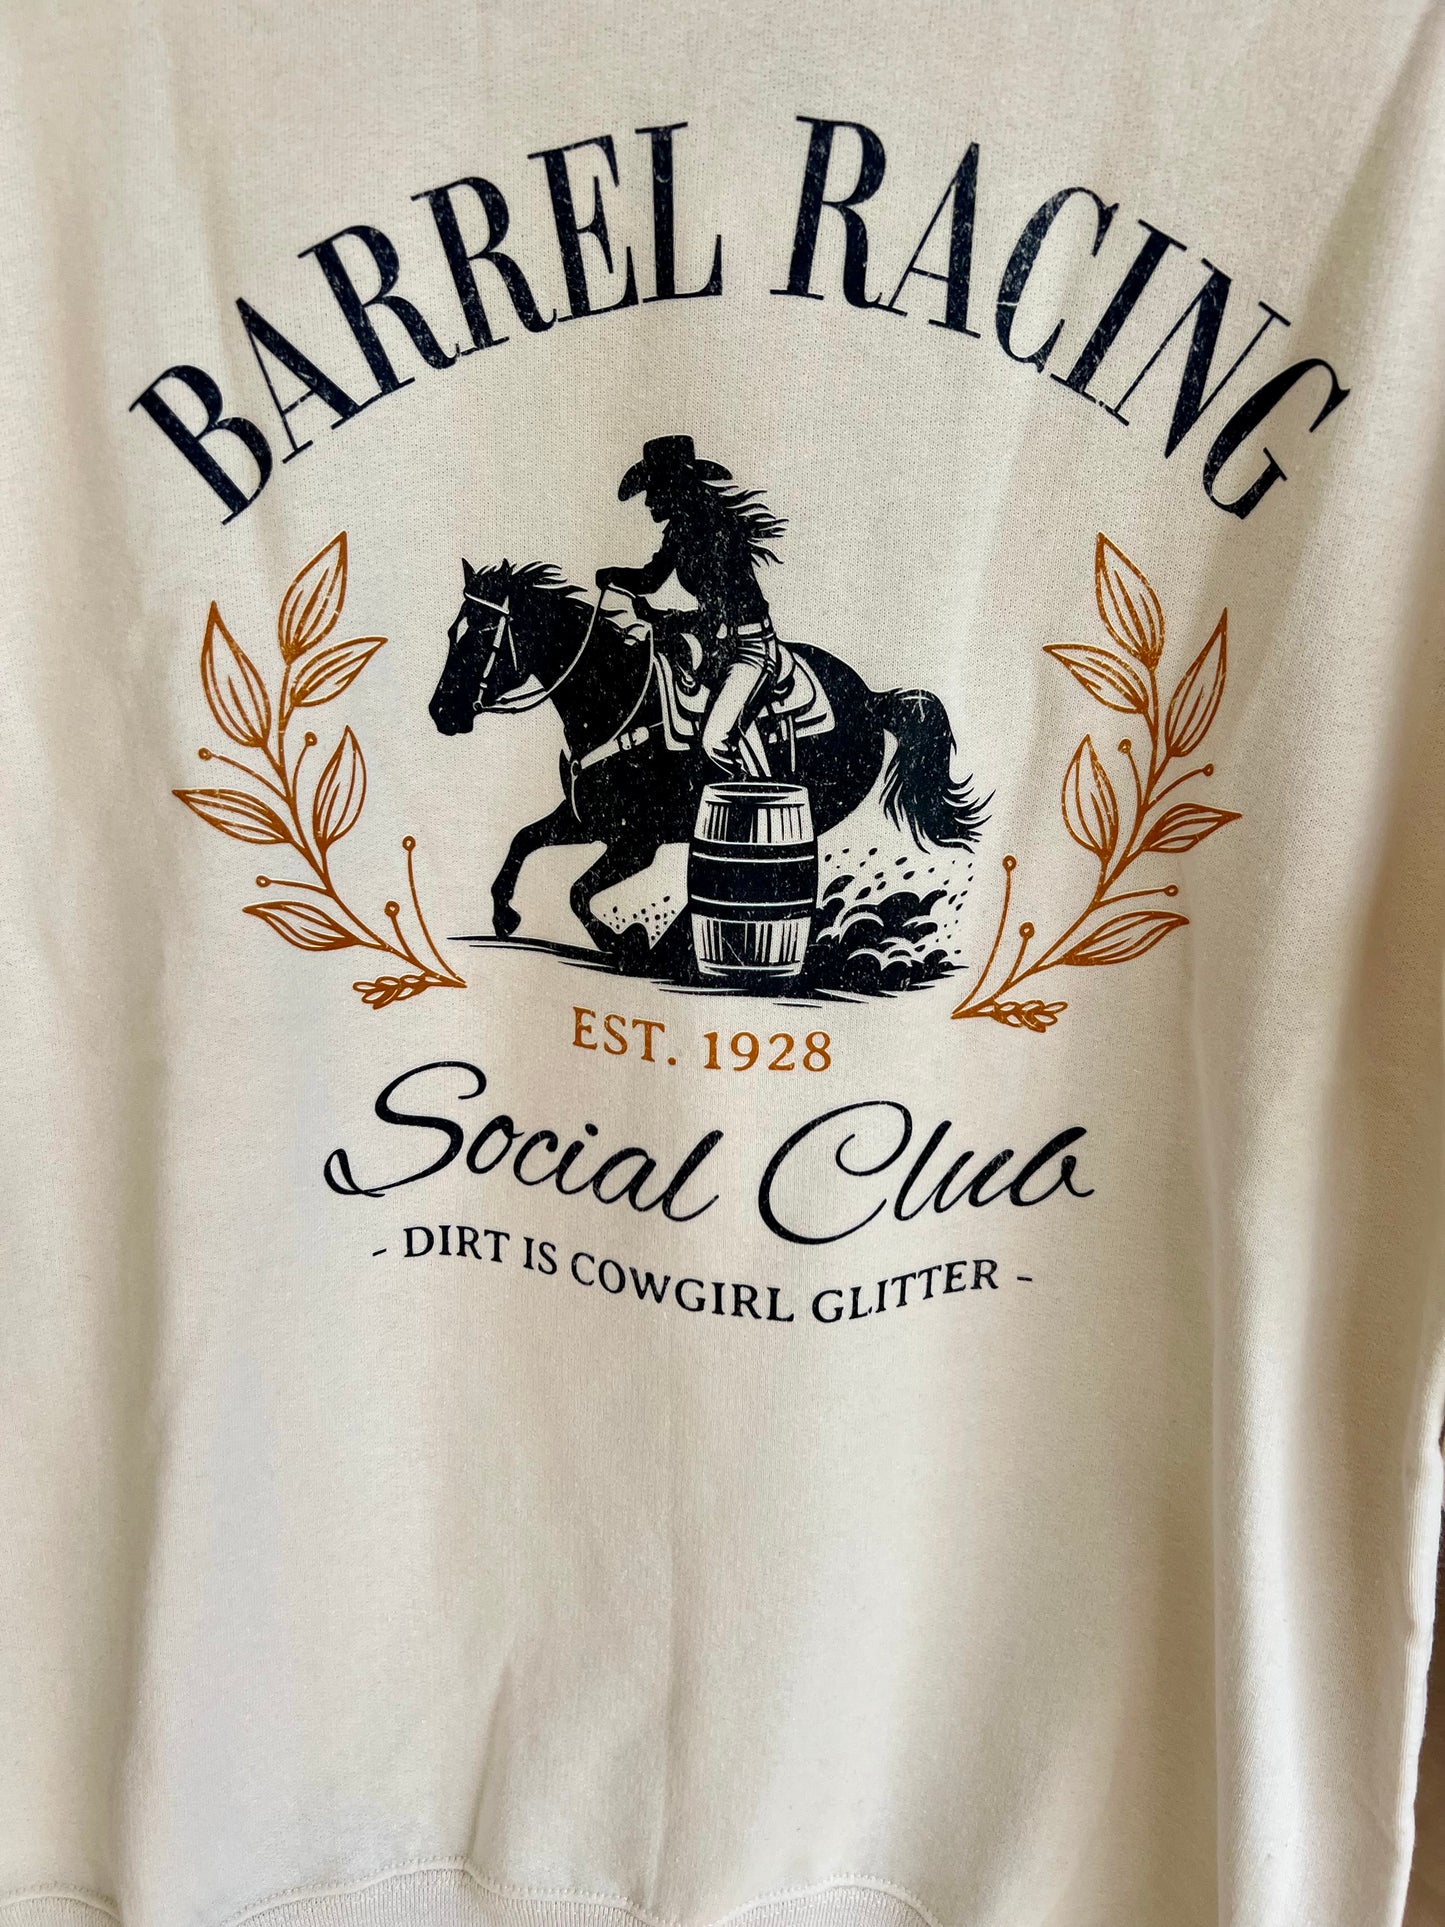 BARREL RACING
EST. 1928
Social Club
- DIRT IS COWGIRL GLITTER -